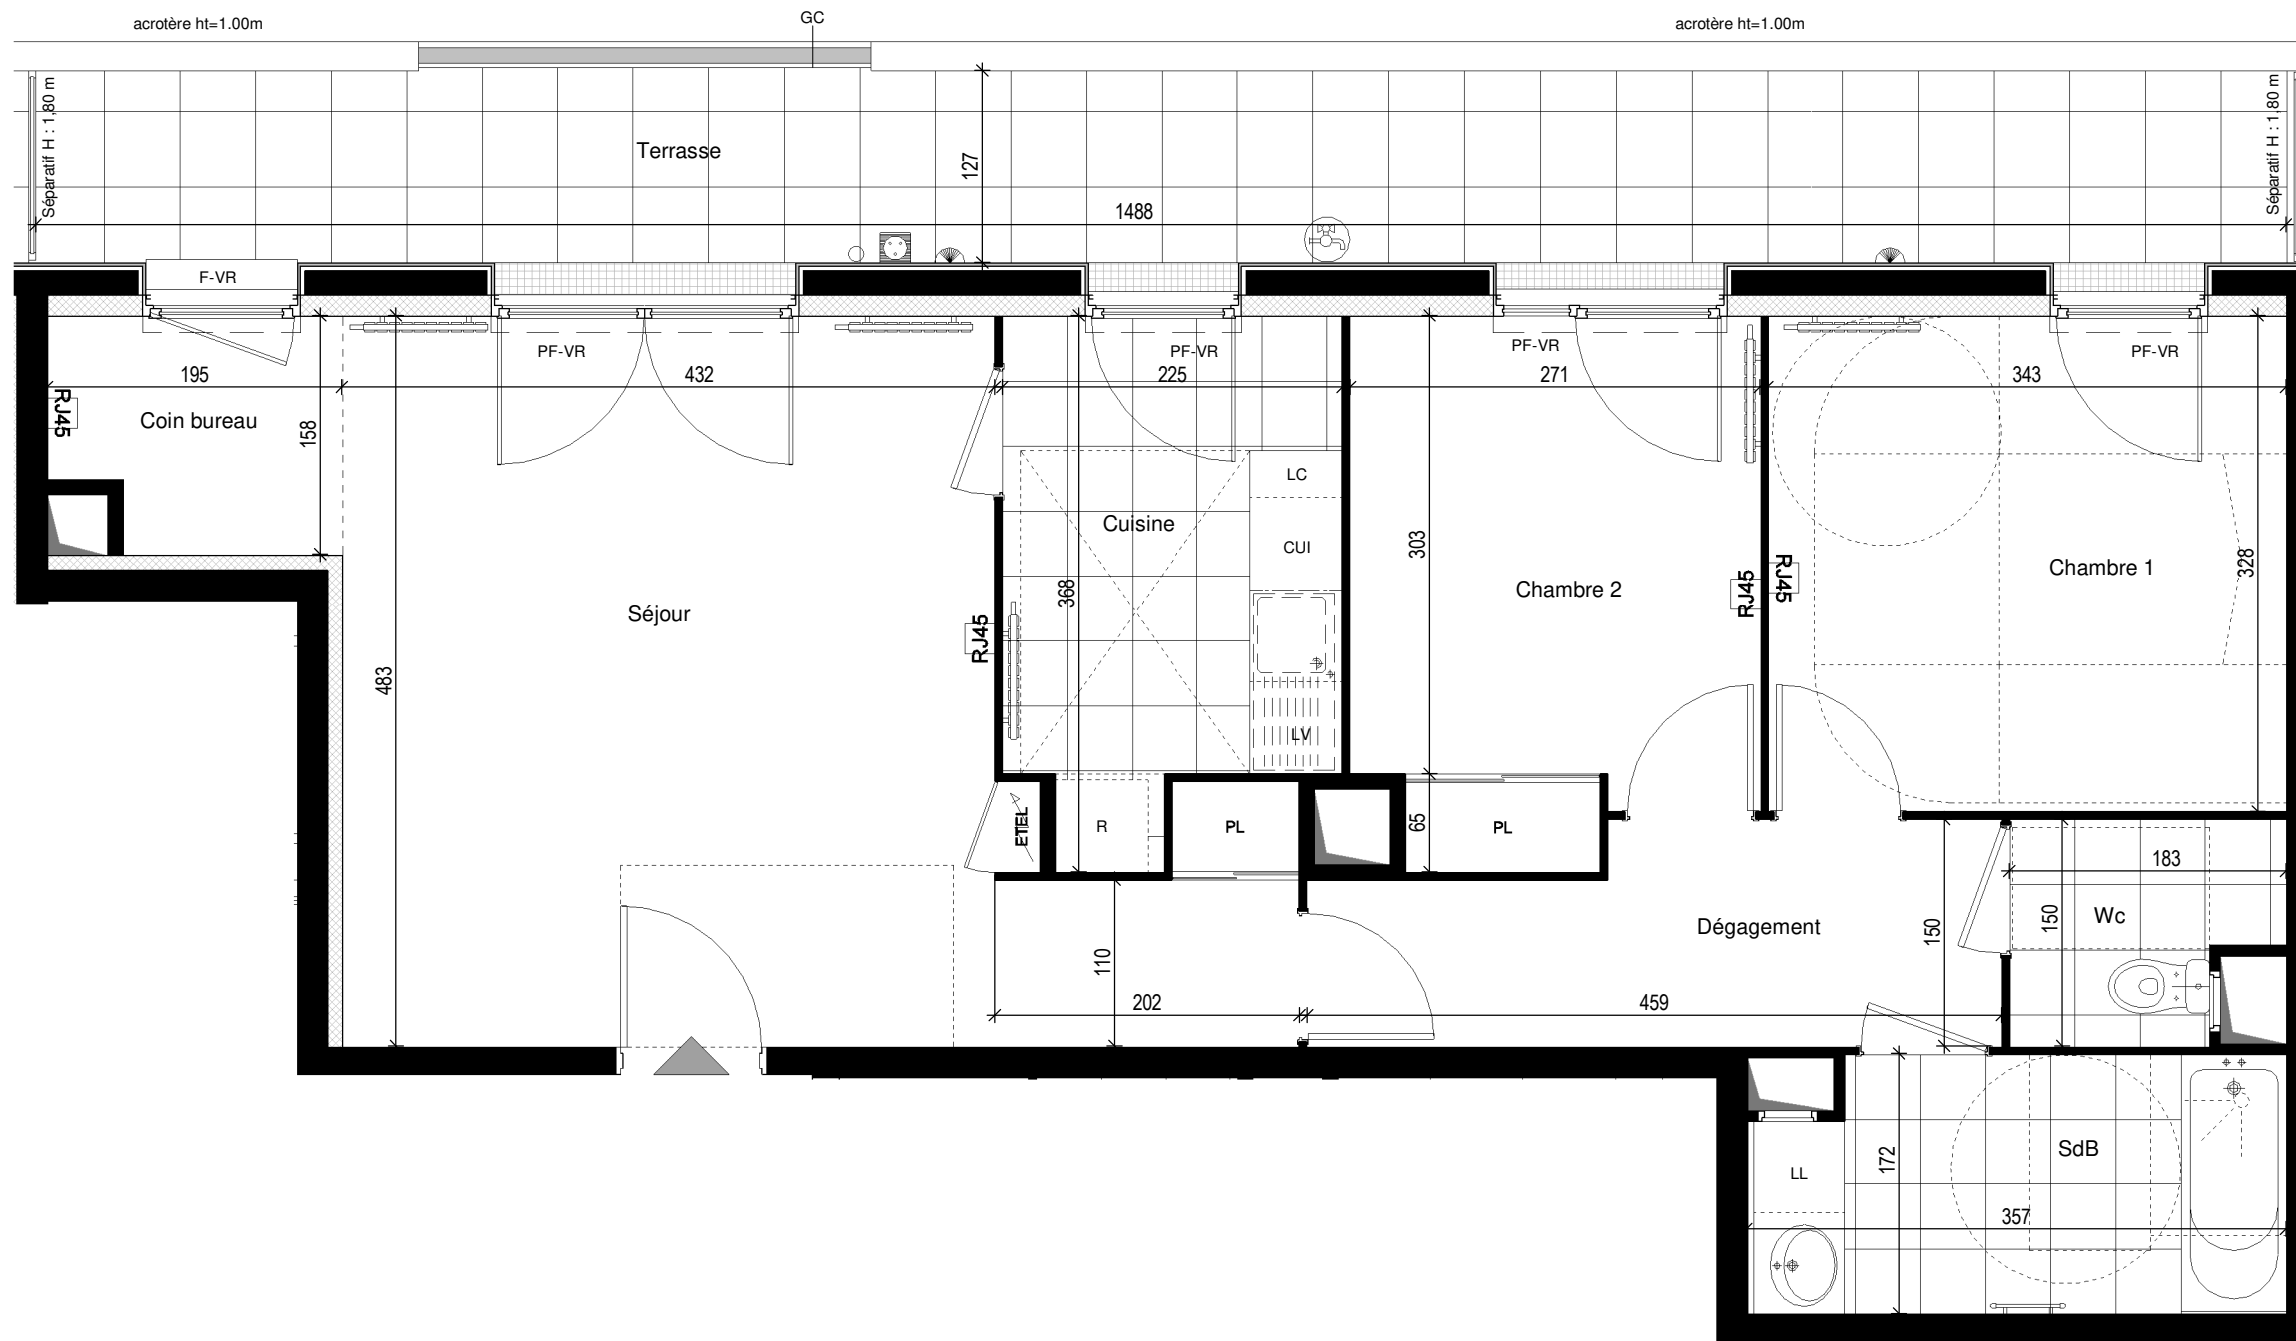 acrotère ht=1.00m
GC
acrotère ht=1.00m
Séparatif H : 1,80 m
Terrasse
127
1488
Séparatif H : 1,80 m
F-VR
PF-VR
PF-VR
PF-VR
PF-VR
195
432
225
271
343
RJ45
Coin bureau
158
LC
Cuisine
CUI
303
328
Chambre 1
RJ45
RJ45
Chambre 2
368
Séjour
RJ45
483
LV
ETEL
R
PL
65
PL
183
150
150
Wc
Dégagement
110
202
459
SdB
172
LL
357